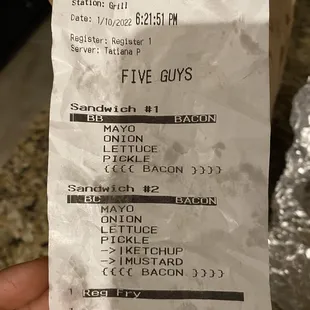 Station: Grill
Date: 1/10/2022 6:21:51 PM
Register: Register 1
Server: Tatiana P
FIVE GUYS
Sandwich #1
BB BACON
MAYO
ONION
LETTUCE
PICKLE
{{{{ BACON }}}}
Sandwich #2
BC BACON
MAYO
ONION
LETTUCE
PICKLE
->|KETCHUP
->|MUSTARD
{{{{ BACON }}}}
1 Reg Fry